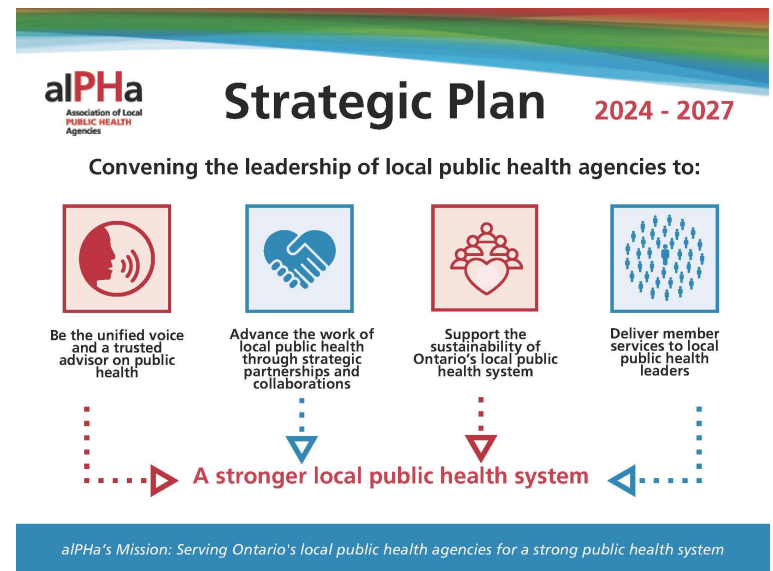 alPHa
Association of Local
PUBLIC HEALTH
Agencies
Strategic Plan
2024 - 2027
Convening the leadership of local public health agencies to:
Be the unified voice
and a trusted
advisor on public
health
Advance the work of
local public health
through strategic
partnerships and
collaborations
Support the
sustainability of
Ontario's local public
health system
Deliver member
services to local
public health
leaders
A stronger local public health system
alPHa's Mission: Serving Ontario's local public health agencies for a strong public health system